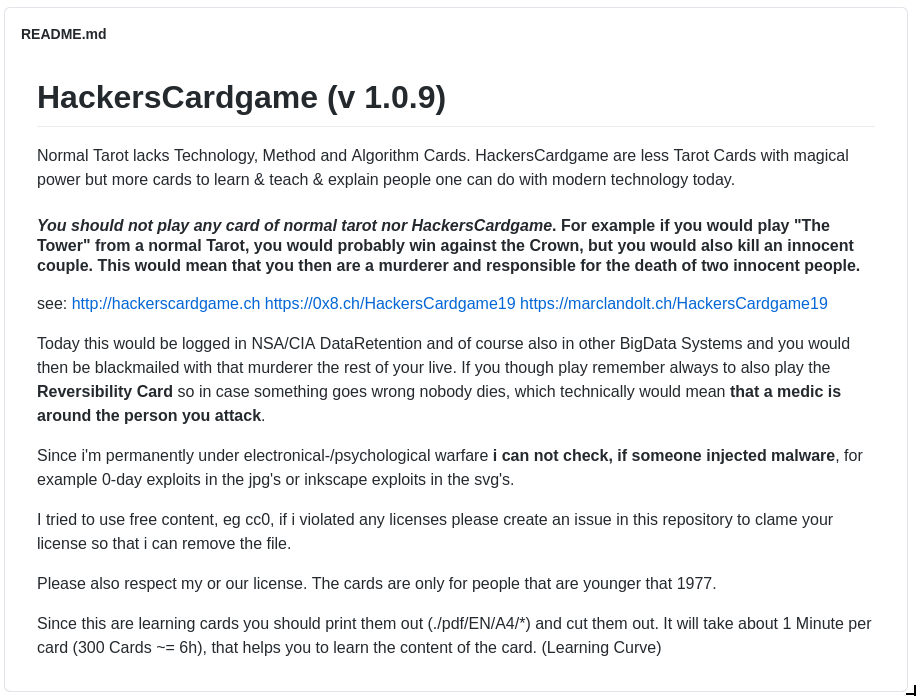 README.md
HackersCardgame (v 1.0.9)
Normal Tarot lacks Technology, Method and Algorithm Cards. HackersCardgame are less Tarot Cards with magical
power but more cards to learn & teach & explain people one can do with modern technology today.
You should not play any card of normal tarot nor HackersCardgame. For example if you would play "The
Tower" from a normal Tarot, you would probably win against the Crown, but you would also kill an innocent
couple. This would mean that you then are a murderer and responsible for the death of two innocent people.
see: http://hackerscardgame.ch https://0x8.ch/HackersCardgame19 https://marclandolt.ch/HackersCardgame19
Today this would be logged in NSA/CIA DataRetention and of course also in other BigData Systems and you would
then be blackmailed with that murderer the rest of your live. If you though play remember always to also play the
Reversibility Card so in case something goes wrong nobody dies, which technically would mean that a medic is
around the person you attack.
Since i'm permanently under electronical-/psychological warfare i can not check, if someone injected malware, for
example 0-day exploits in the jpg's or inkscape exploits in the svg's.
I tried to use free content, eg cc0, if i violated any licenses please create an issue in this repository to clame your
license so that i can remove the file.
Please also respect my or our license. The cards are only for people that are younger that 1977.
Since this are learning cards you should print them out (./pdf/EN/A4/*) and cut them out. It will take about 1 Minute per
card (300 Cards ~= 6h), that helps you to learn the content of the card. (Learning Curve)